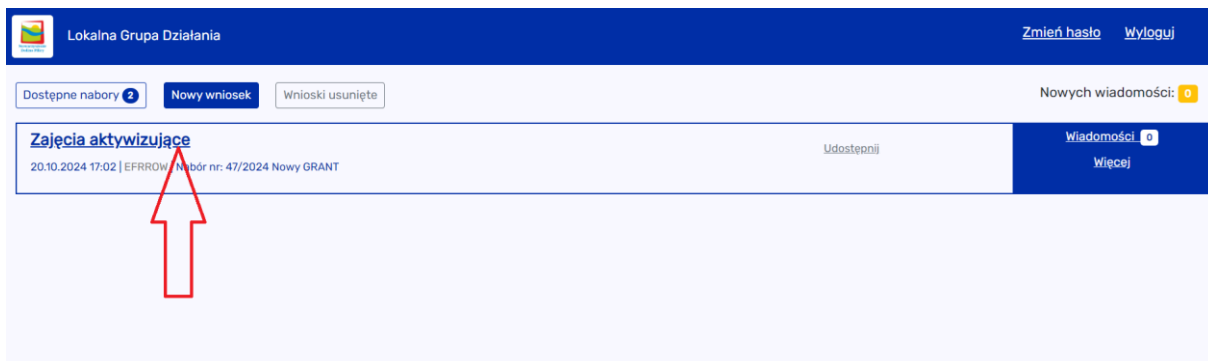 Lokalna Grupa Działania
Zmień hasło Wyloguj
Dostępne nabory 2 Nowy wniosek Wnioski usunięte
Nowych wiadomości: 0
Zajęcia aktywizujące
20.10.2024 17:02 | EFRROW | Nabór nr: 47/2024 Nowy GRANT
Udostępnij
Wiadomości 0
Więcej